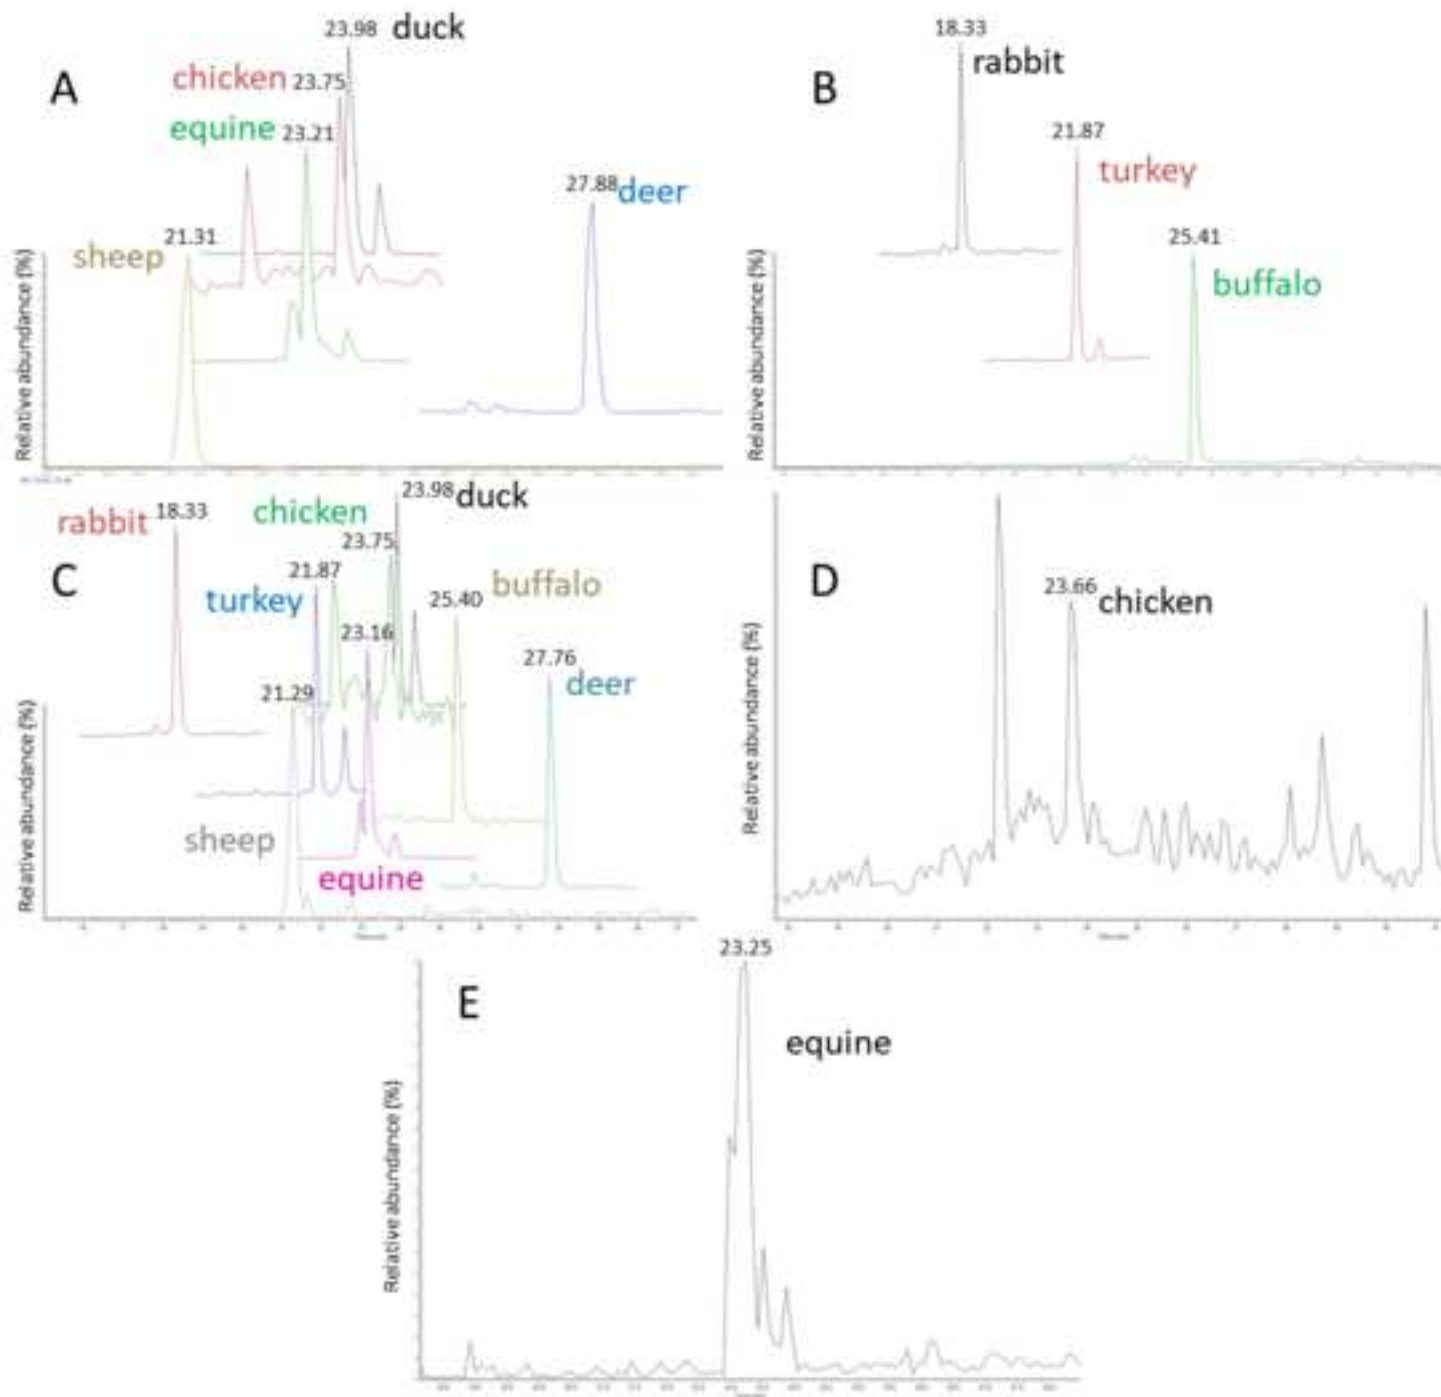 A
23.98 duck
chicken 23.75
equine 23.21
27.88 deer
sheep 21.31
Relative abundance (%)
B
18.33
rabbit
21.87
turkey
25.41
buffalo
Relative abundance (%)
C
rabbit 18.33
chicken
23.98 duck
23.75
turkey 21.87
25.40 buffalo
23.16
27.76
deer
21.29
sheep
equine
Relative abundance (%)
D
23.66 chicken
Relative abundance (%)
E
23.25
equine
Relative abundance (%)